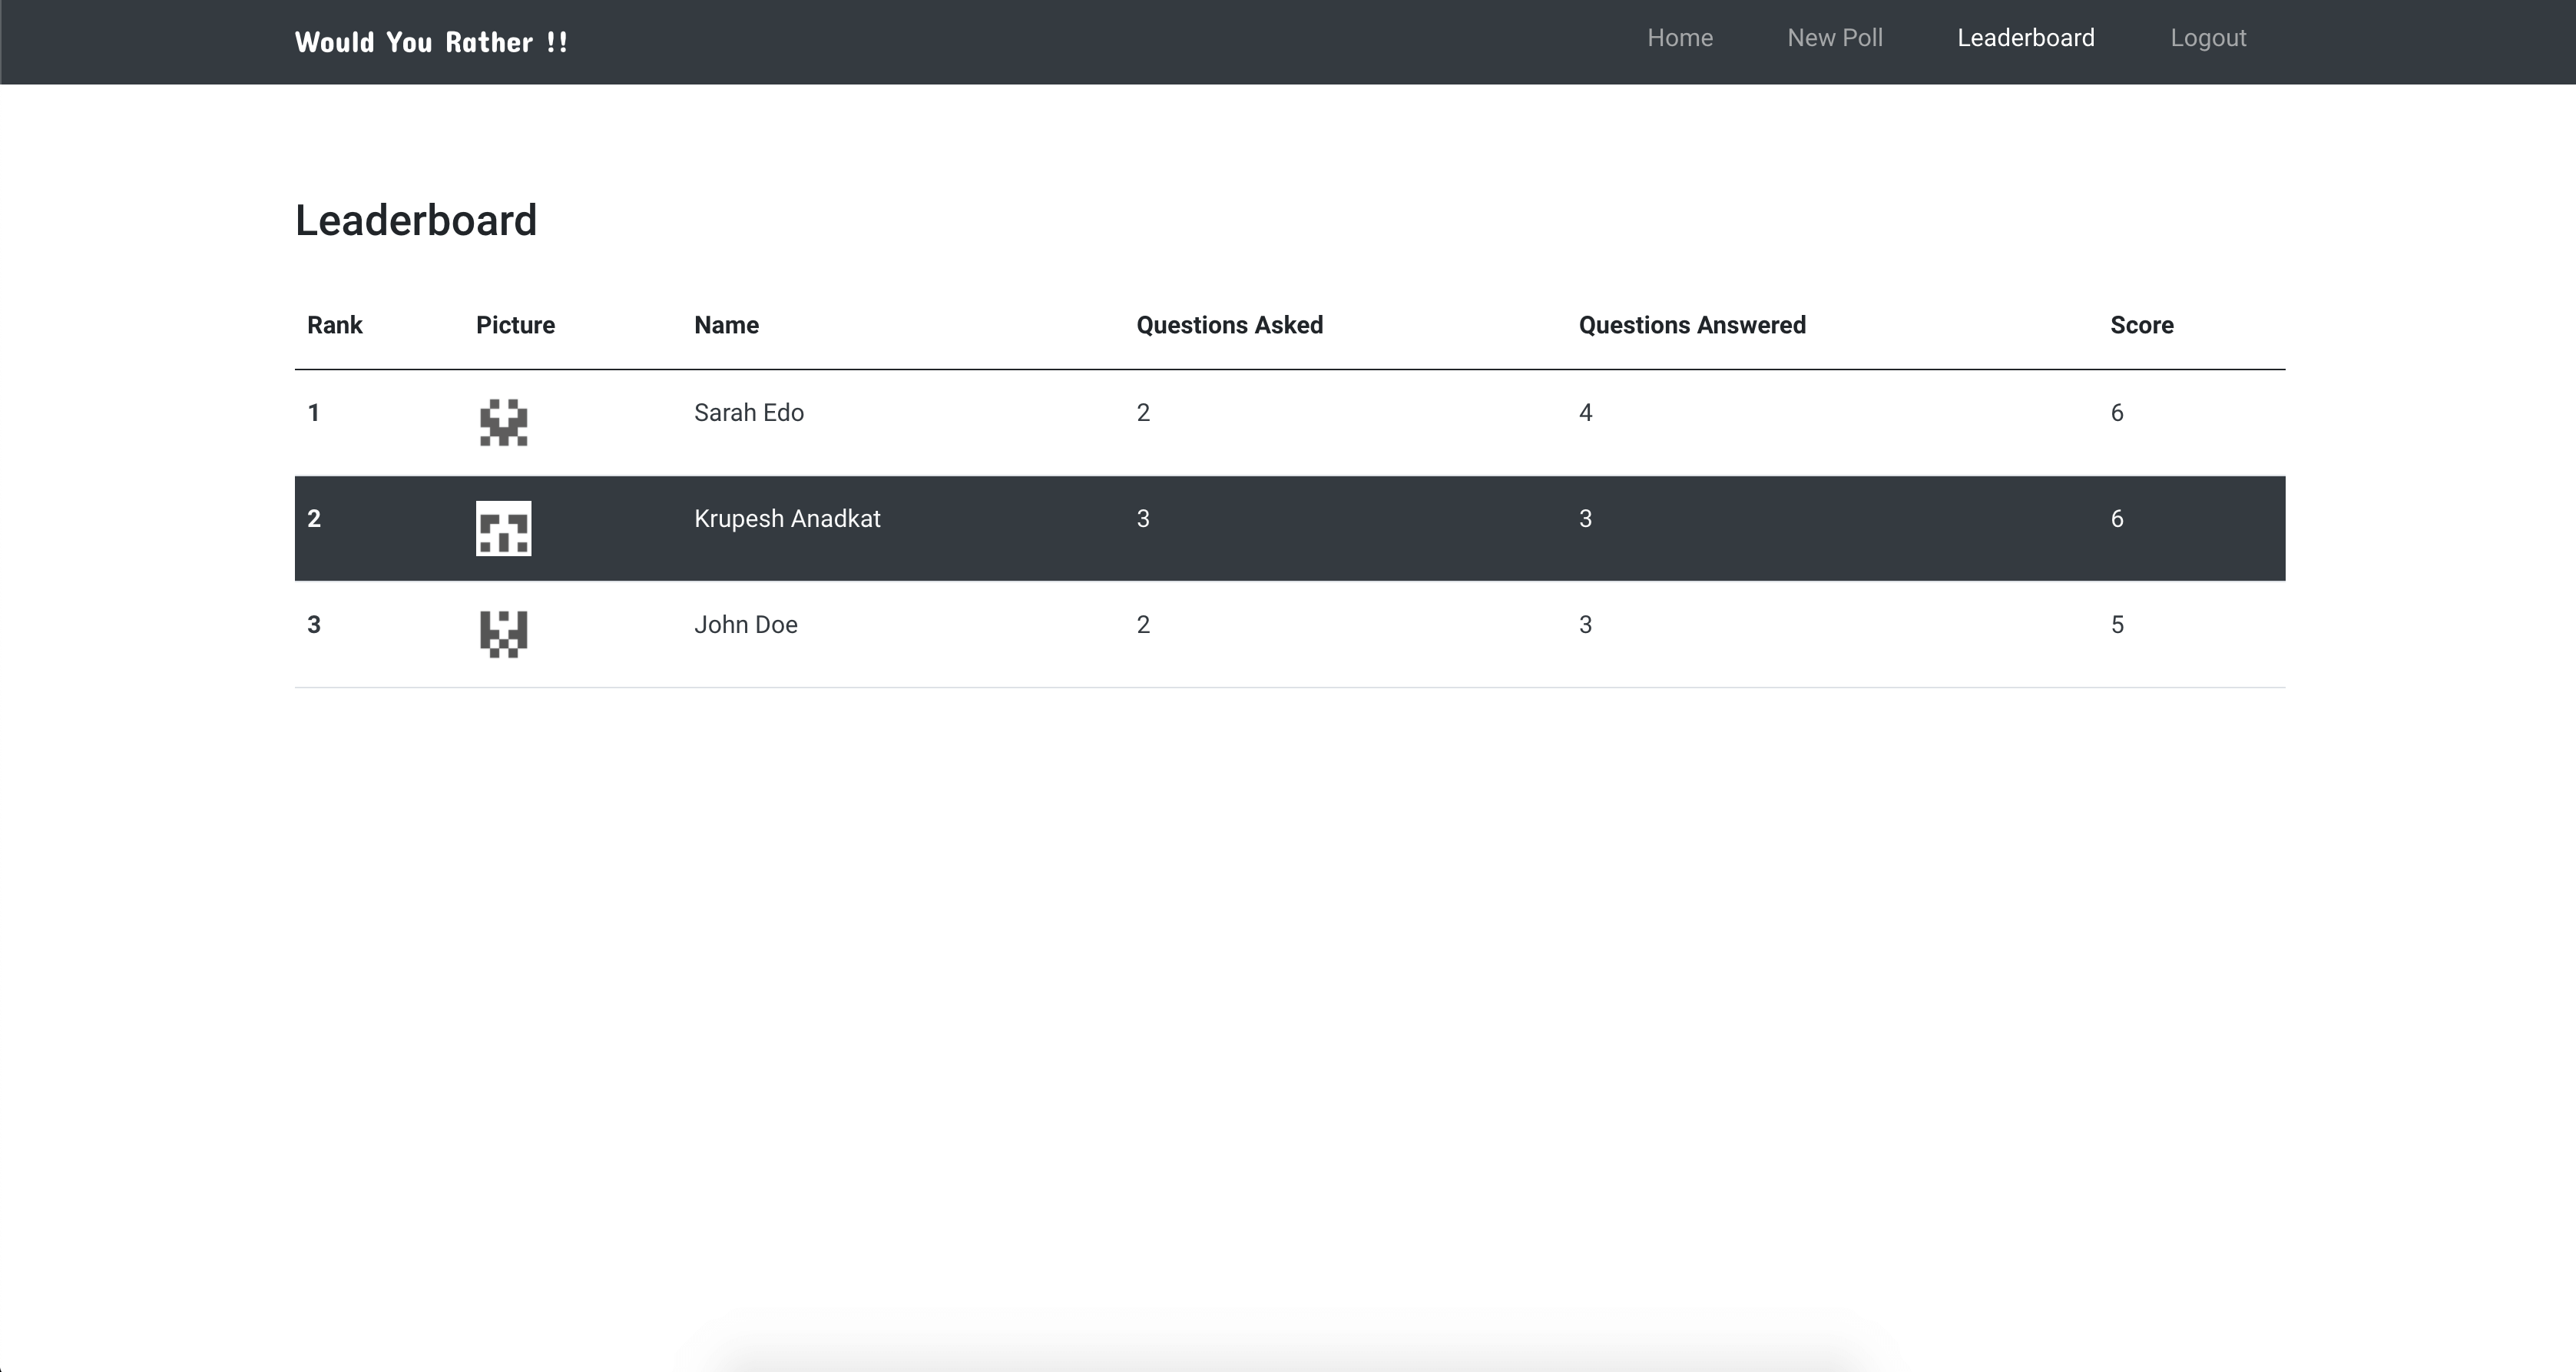 Would You Rather !! Home New Poll Leaderboard Logout
Leaderboard
Rank Picture Name Questions Asked Questions Answered Score
1 Sarah Edo 2 4 6
2 Krupesh Anadkat 3 3 6
3 John Doe 2 3 5